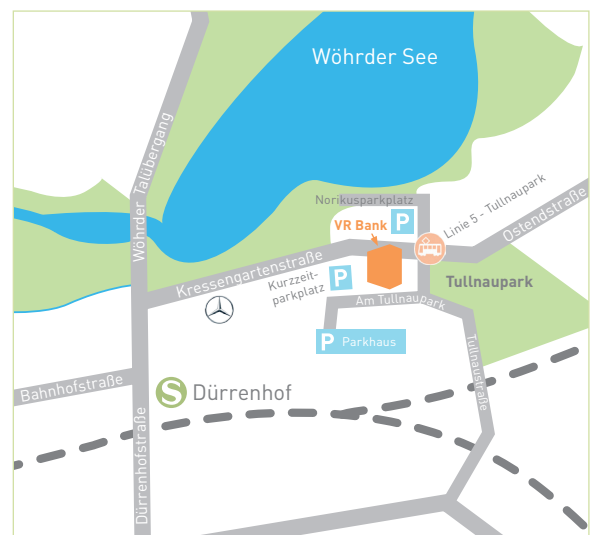 Wöhrder See
Wöhrder Talübergang
Norikusparkplatz
Linie 5 - Tullnaupark
Ostendstraße
VR Bank
P
Kressengartenstraße
Kurzzeit-
parkplatz
P
Tullnaupark
Am Tullnaupark
P Parkhaus
Tullnaustraße
Bahnhofstraße
S Dürrenhof
Dürrenhofstraße